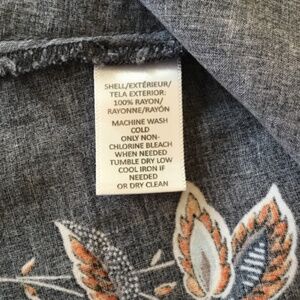 SHELL/EXTÉRIEUR/
TELA EXTERIOR:
100% RAYON/
RAYONNE/RAYÓN
MACHINE WASH
COLD
ONLY NON-
CHLORINE BLEACH
WHEN NEEDED
TUMBLE DRY LOW
COOL IRON IF
NEEDED
OR DRY CLEAN